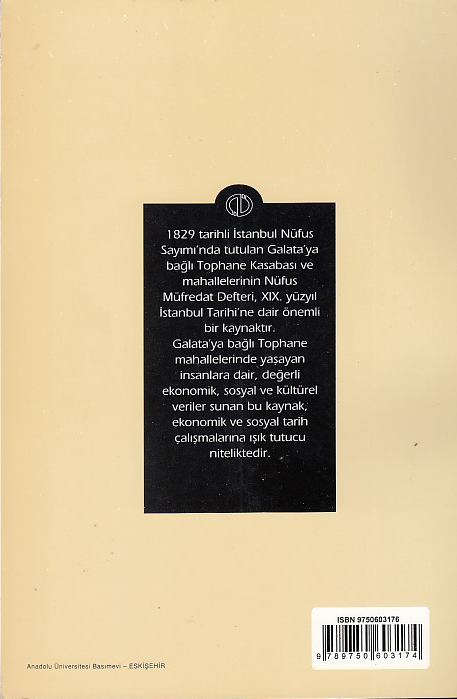 1829 tarihli İstanbul Nüfus
Sayımı'nda tutulan Galata'ya
bağlı Tophane Kasabası ve
mahallelerinin Nüfus
Müfredat Defteri, XIX. yüzyıl
İstanbul Tarihi'ne dair önemli
bir kaynaktır.
Galata'ya bağlı Tophane
mahallelerinde yaşayan
insanlara dair, değerli
ekonomik, sosyal ve kültürel
veriler sunan bu kaynak,
ekonomik ve sosyal tarih
çalışmalarına ışık tutucu
niteliktedir.
ISBN 9750603176
9 789750 603174
Anadolu Üniversitesi Basımevi – ESKİŞEHİR